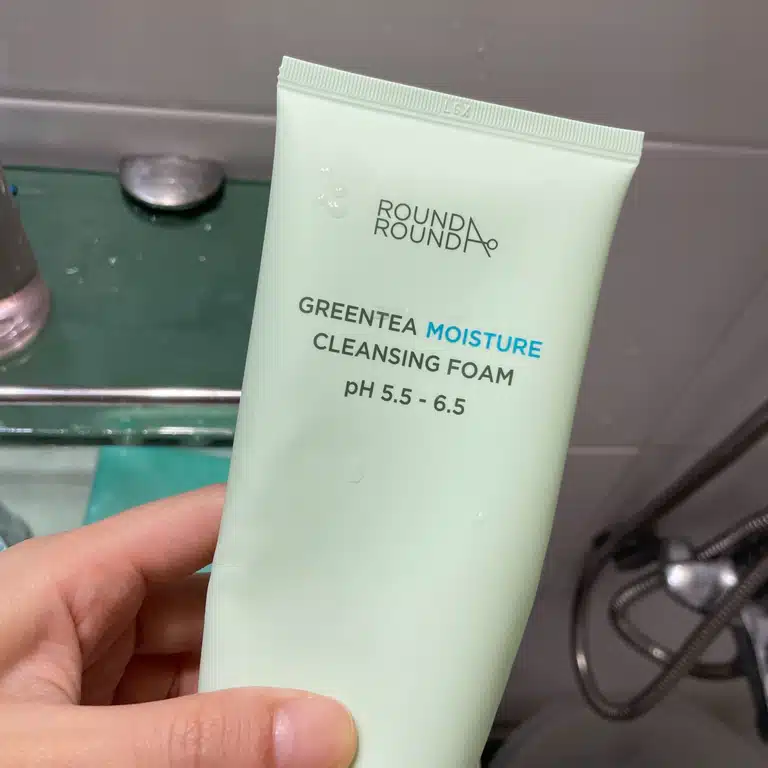 ROUND A
ROUND
GREENTEA MOISTURE
CLEANSING FOAM
pH 5.5 - 6.5